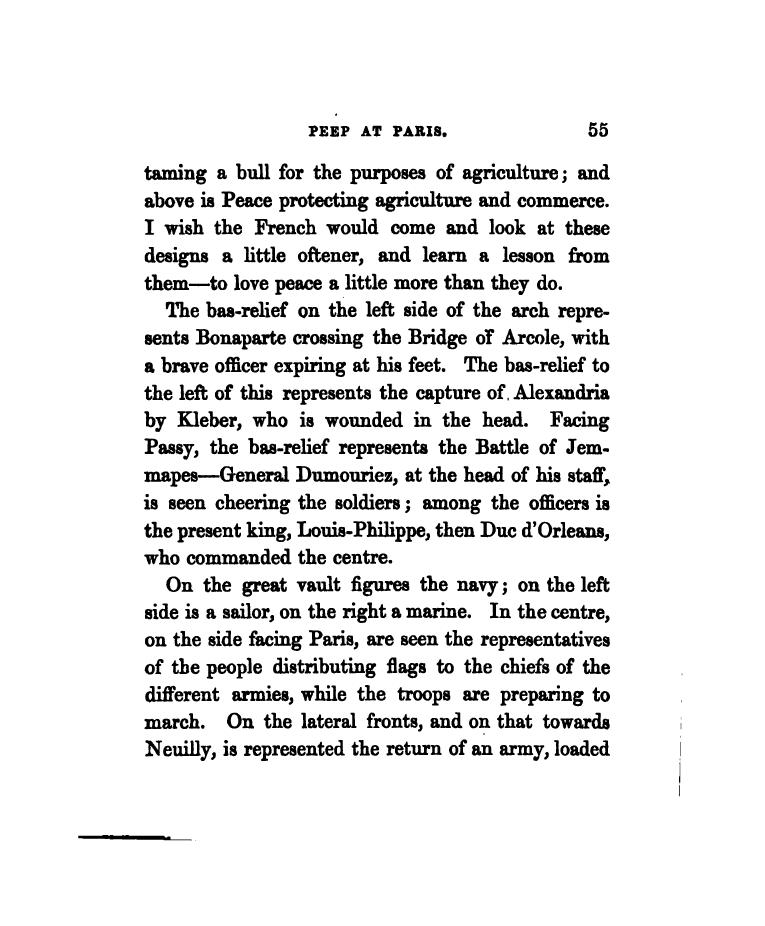 PEEP AT PARIS. 55
taming a bull for the purposes of agriculture; and
above is Peace protecting agriculture and commerce.
I wish the French would come and look at these
designs a little oftener, and learn a lesson from
them—to love peace a little more than they do.
The bas-relief on the left side of the arch repre-
sents Bonaparte crossing the Bridge of Arcole, with
a brave officer expiring at his feet. The bas-relief to
the left of this represents the capture of Alexandria
by Kleber, who is wounded in the head. Facing
Passy, the bas-relief represents the Battle of Jem-
mapes—General Dumouriez, at the head of his staff,
is seen cheering the soldiers; among the officers is
the present king, Louis-Philippe, then Duc d'Orleans,
who commanded the centre.
On the great vault figures the navy; on the left
side is a sailor, on the right a marine. In the centre,
on the side facing Paris, are seen the representatives
of the people distributing flags to the chiefs of the
different armies, while the troops are preparing to
march. On the lateral fronts, and on that towards
Neuilly, is represented the return of an army, loaded